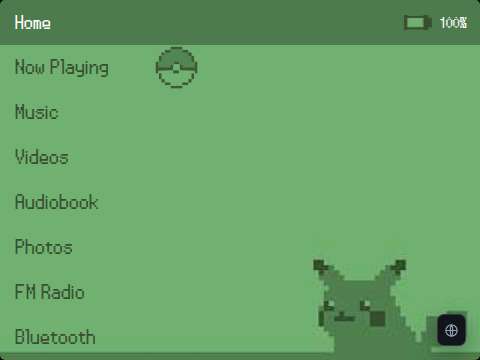 Home
100%
Now Playing
Music
Videos
Audiobook
Photos
FM Radio
Bluetooth